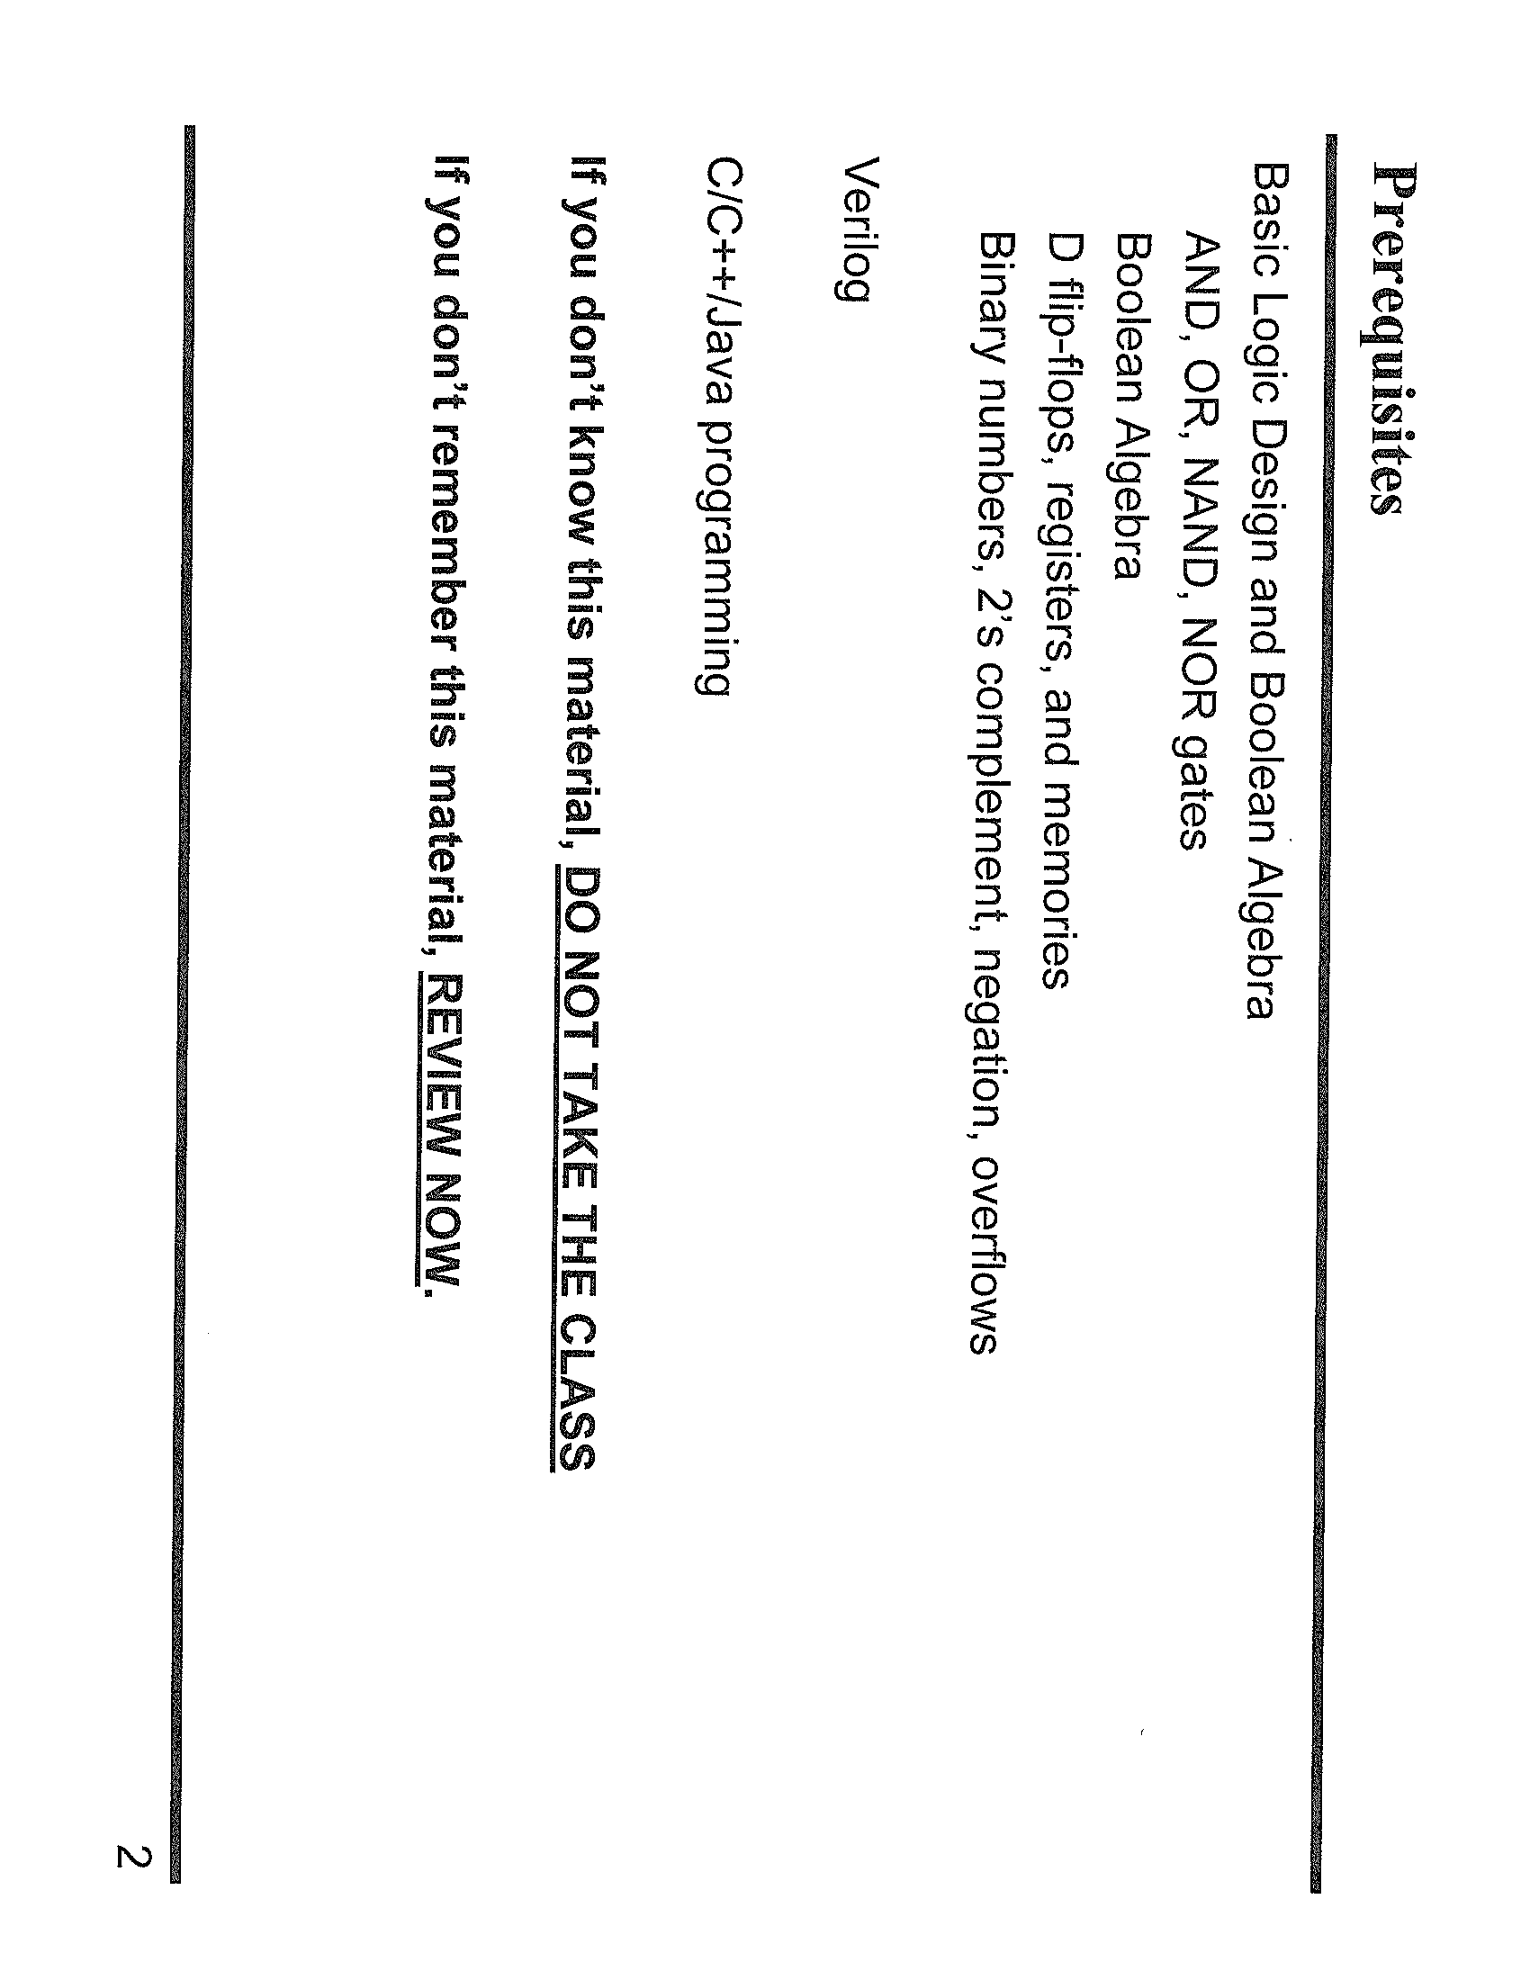 Prerequisites
Basic Logic Design and Boolean Algebra
AND, OR, NAND, NOR gates
Boolean Algebra
D flip-flops, registers, and memories
Binary numbers, 2's complement, negation, overflows
Verilog
C/C++/Java programming
If you don't know this material, DO NOT TAKE THE CLASS
If you don't remember this material, REVIEW NOW.
2